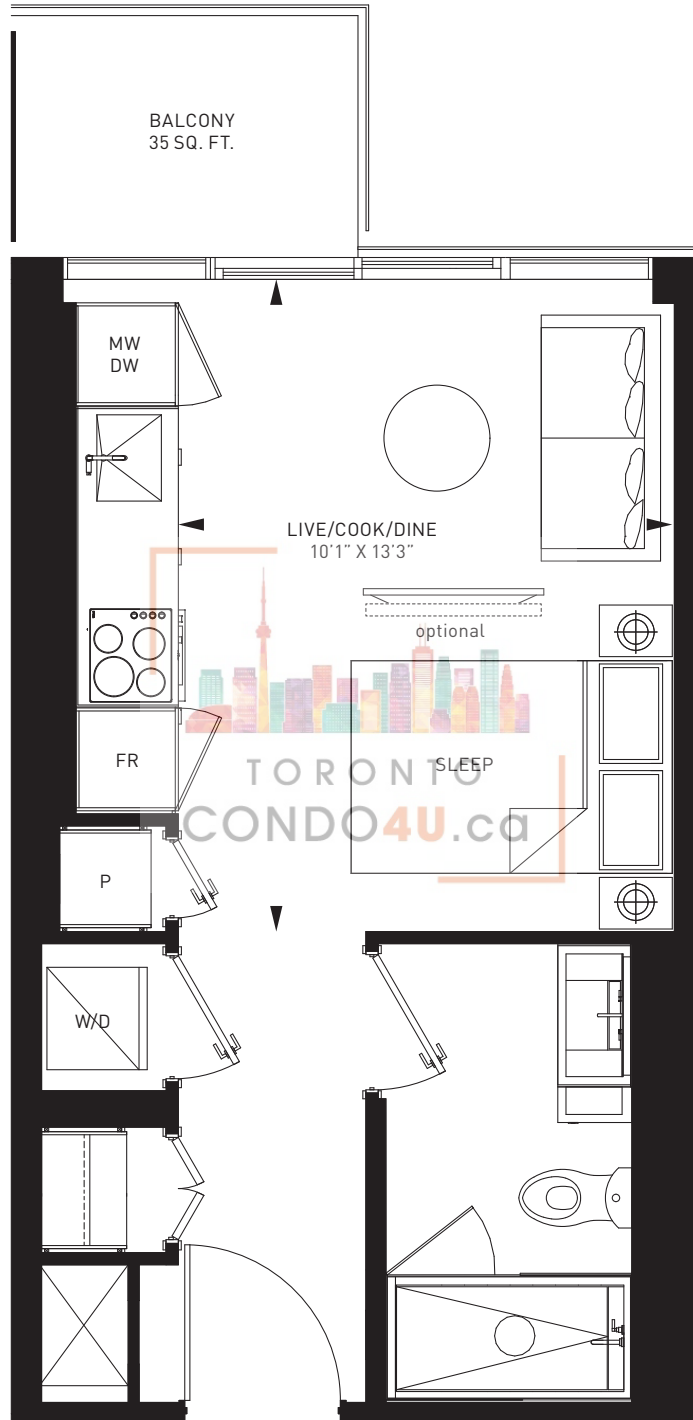 BALCONY
35 SQ. FT.
MW
DW
LIVE/COOK/DINE
10'1" X 13'3"
optional
FR
SLEEP
TORONTO
CONDO4U.ca
P
W/D